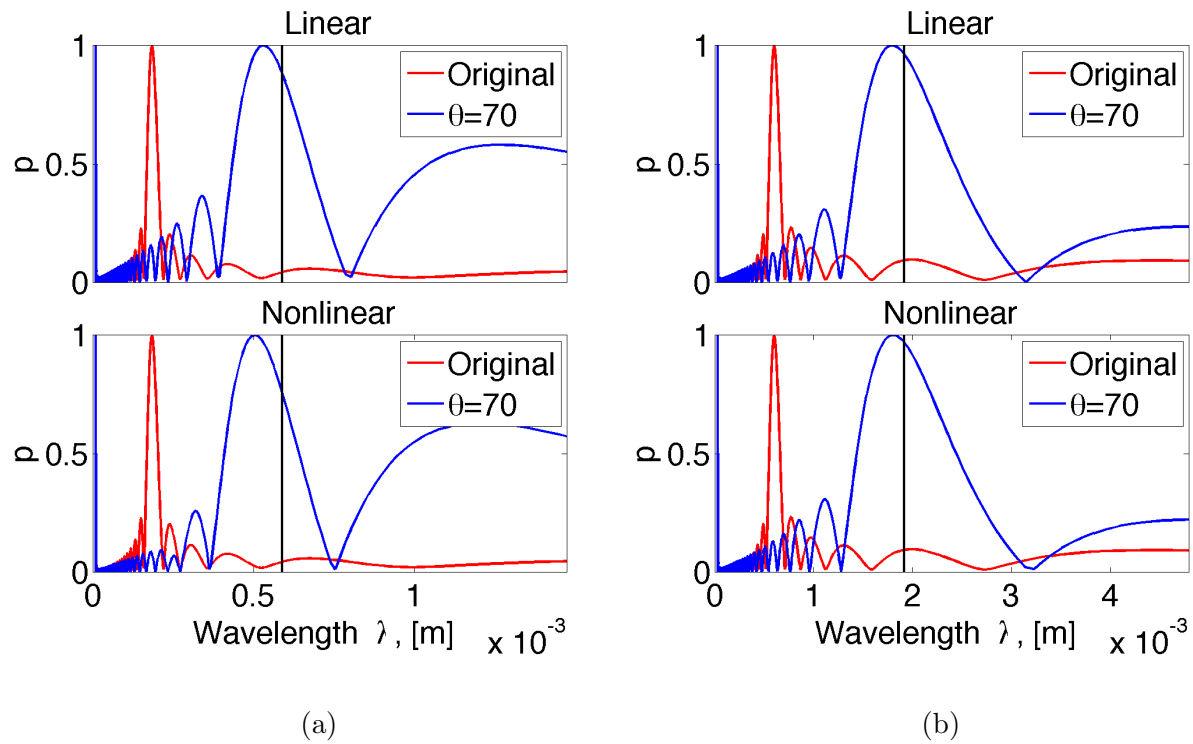 Linear
1
0.5
0
p
Original
θ=70
Nonlinear
1
0.5
0
p
Original
θ=70
0 0.5 1
Wavelength λ, [m] x 10^-3
(a)
Linear
1
0.5
0
p
Original
θ=70
Nonlinear
1
0.5
0
p
Original
θ=70
0 1 2 3 4
Wavelength λ, [m] x 10^-3
(b)